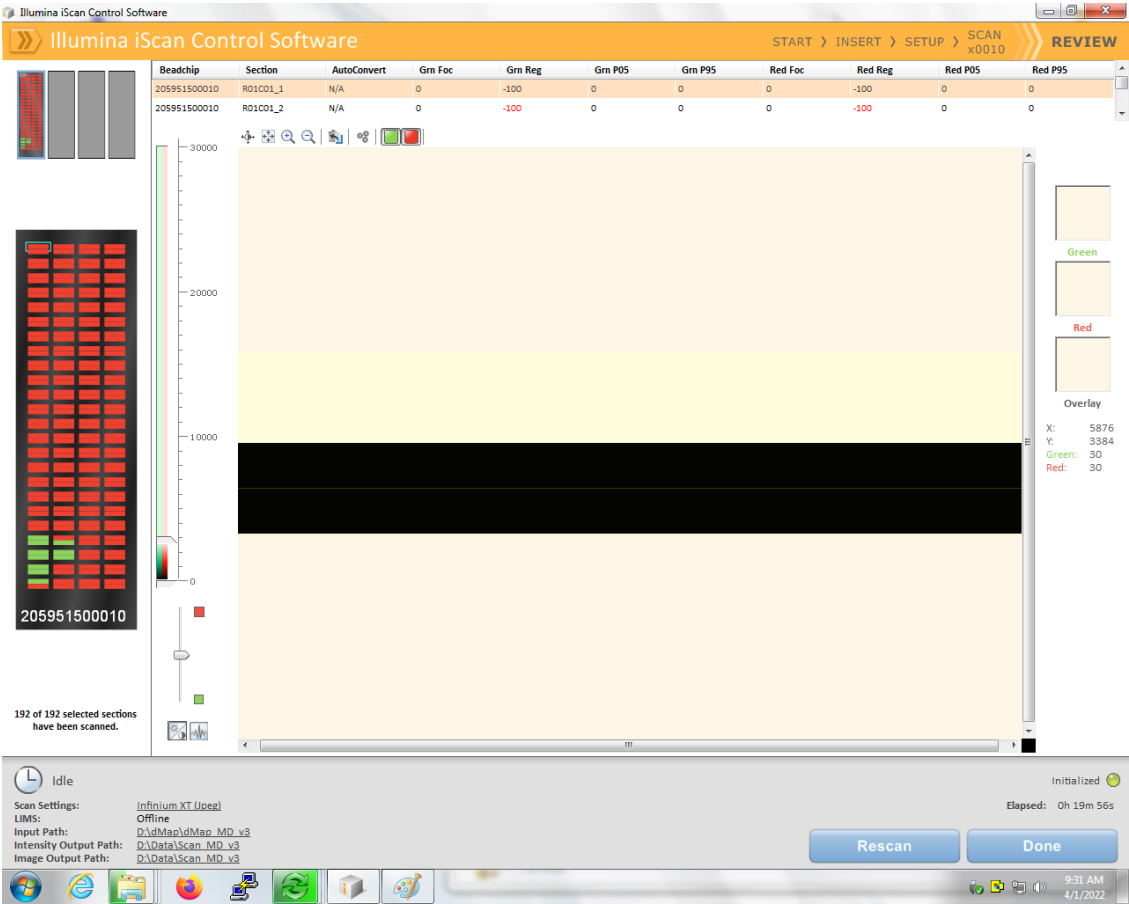 Illumina iScan Control Software
Illumina iScan Control Software
START > INSERT > SETUP > SCAN x0010 REVIEW
Beadchip Section AutoConvert Grn Foc Grn Reg Grn P05 Grn P95 Red Foc Red Reg Red P05 Red P95
205951500010 R01C01_1 N/A 0 -100 0 0 0 -100 0 0
205951500010 R01C01_2 N/A 0 -100 0 0 0 -100 0 0
30000
20000
10000
0
Green
Red
Overlay
X: 5876
Y: 3384
Green: 30
Red: 30
205951500010
192 of 192 selected sections
have been scanned.
Idle
Initialized
Scan Settings: Infinium XT (Jpeg)
Elapsed: 0h 19m 56s
LIMS: Offline
Input Path: D:\dMap\dMap_MD_v3
Intensity Output Path: D:\Data\Scan_MD_v3
Image Output Path: D:\Data\Scan_MD_v3
Rescan Done
9:31 AM
4/1/2022